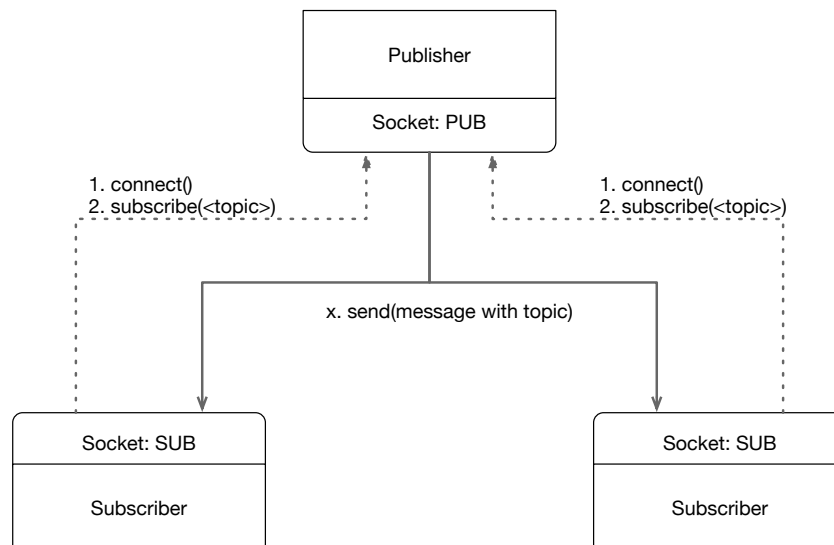 Publisher
Socket: PUB
1. connect()
2. subscribe(<topic>)
1. connect()
2. subscribe(<topic>)
x. send(message with topic)
Socket: SUB
Subscriber
Socket: SUB
Subscriber